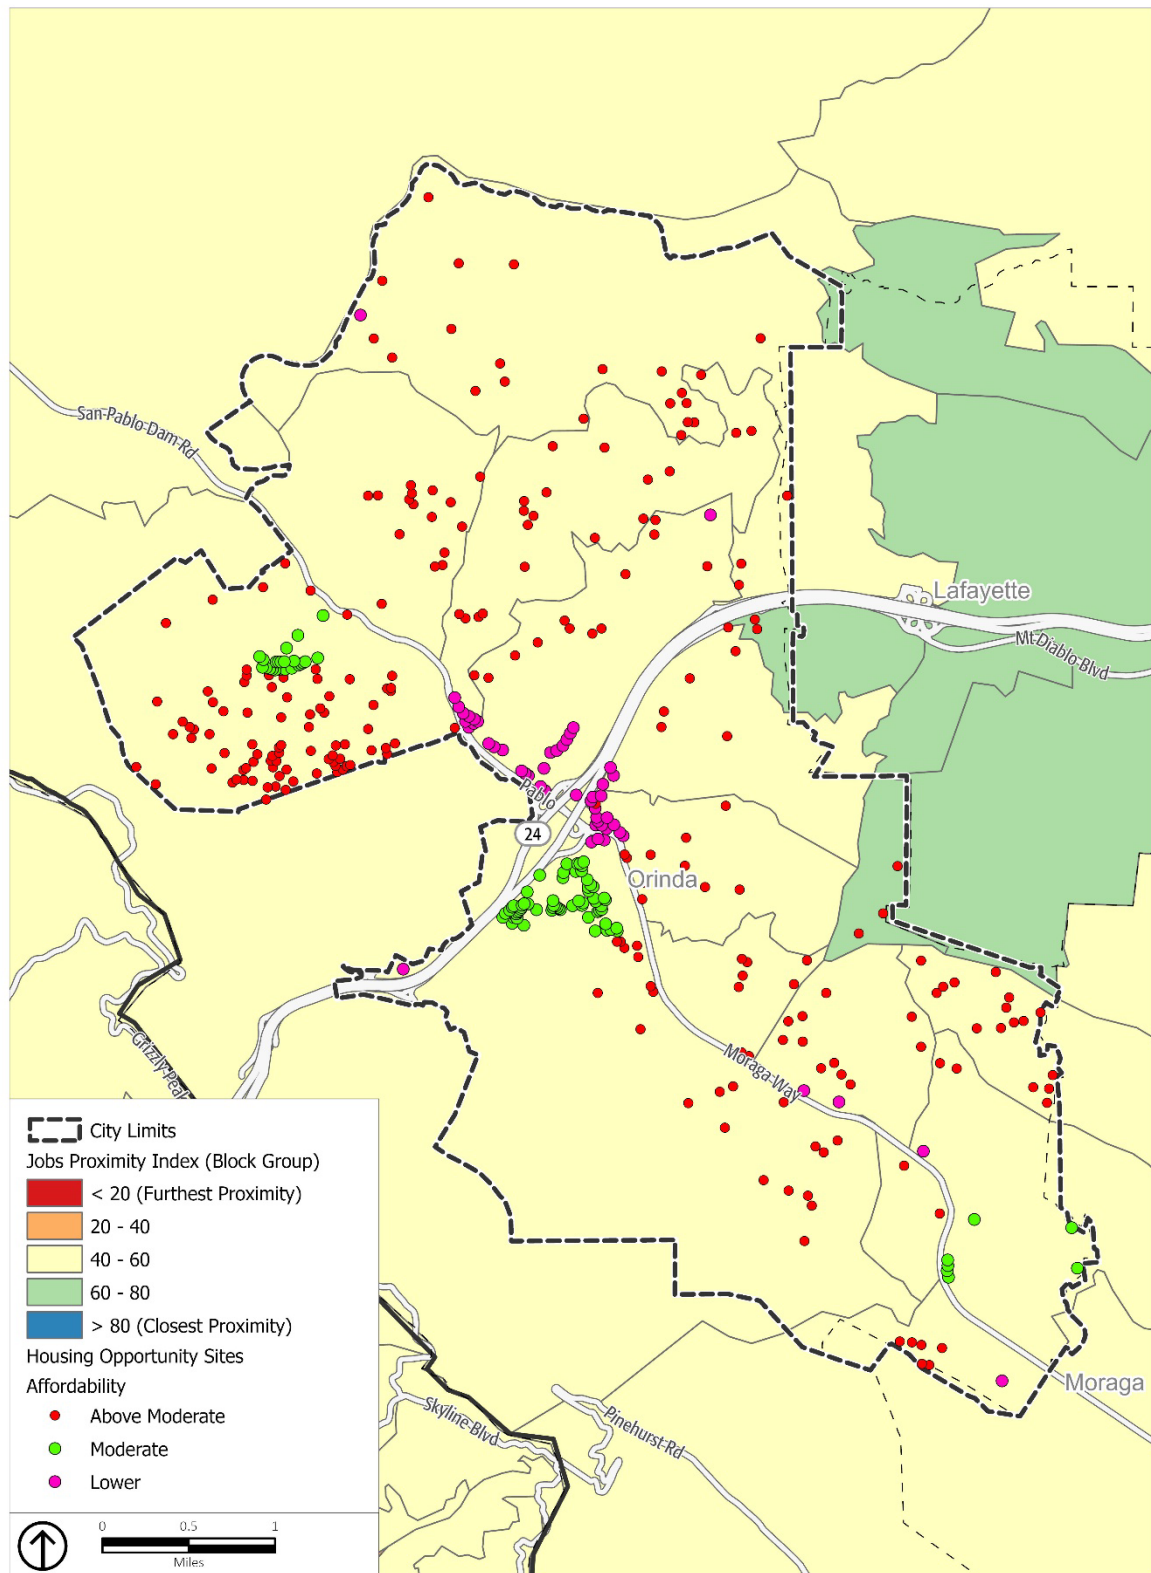 San Pablo Dam Rd
Lafayette
Mt Diablo Blvd
Pablo
24
Orinda
Grizzly Peak
Moraga Way
City Limits
Jobs Proximity Index (Block Group)
< 20 (Furthest Proximity)
20 - 40
40 - 60
60 - 80
> 80 (Closest Proximity)
Housing Opportunity Sites
Affordability
Above Moderate
Moderate
Lower
Moraga
Skyline Blvd
Pinehurst Rd
0 0.5 1
Miles